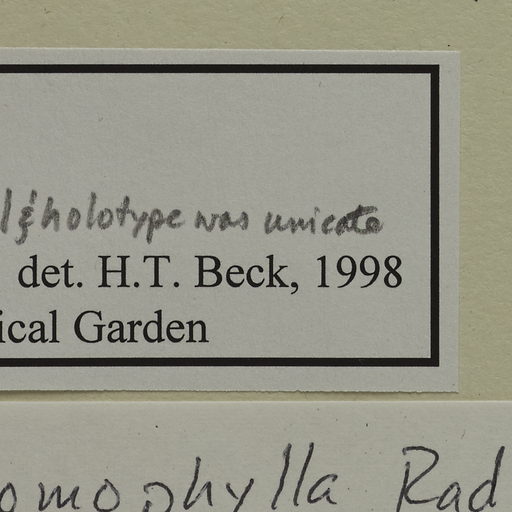 & holotype was unicate
det. H.T. Beck, 1998
ical Garden
omophylla Rad